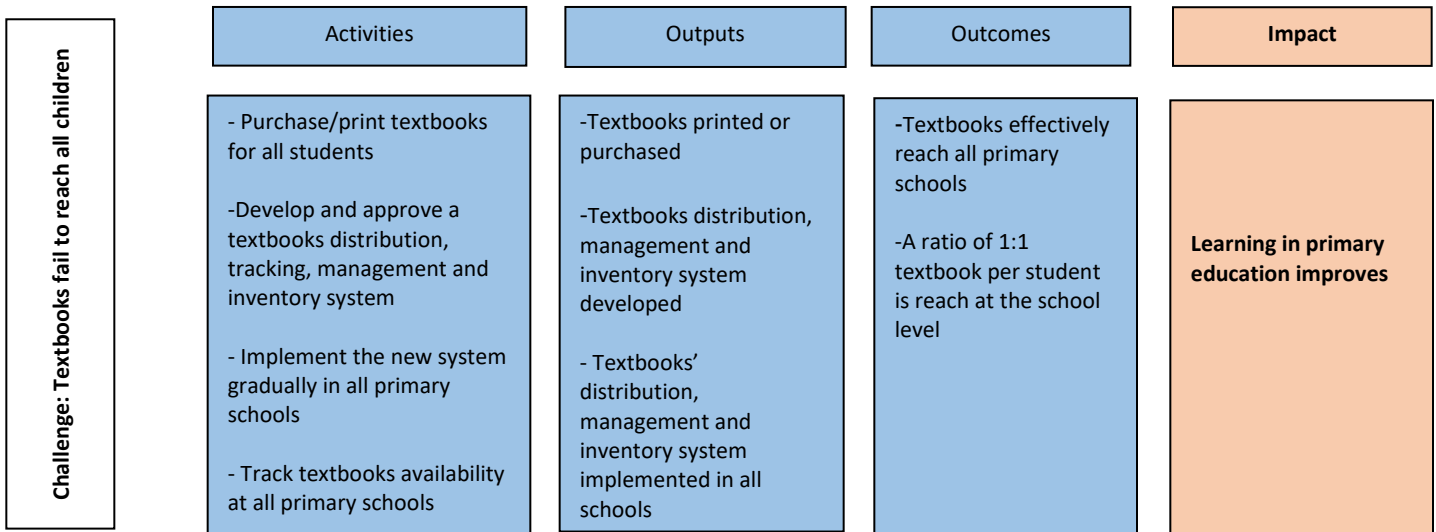 Challenge: Textbooks fail to reach all children
Activities
- Purchase/print textbooks
for all students
-Develop and approve a
textbooks distribution,
tracking, management and
inventory system
- Implement the new system
gradually in all primary
schools
- Track textbooks availability
at all primary schools
Outputs
-Textbooks printed or
purchased
-Textbooks distribution,
management and
inventory system
developed
- Textbooks’
distribution,
management and
inventory system
implemented in all
schools
Outcomes
-Textbooks effectively
reach all primary
schools
-A ratio of 1:1
textbook per student
is reach at the school
level
Impact
Learning in primary
education improves